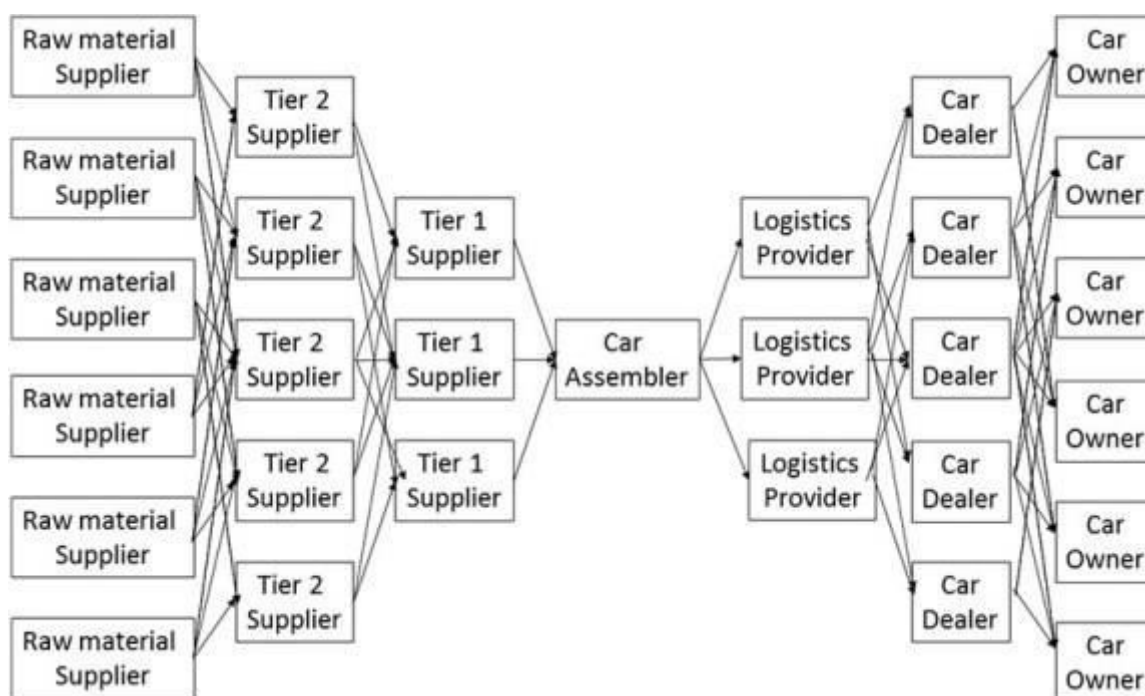 Raw material
Supplier
Raw material
Supplier
Raw material
Supplier
Raw material
Supplier
Raw material
Supplier
Raw material
Supplier
Tier 2
Supplier
Tier 2
Supplier
Tier 2
Supplier
Tier 2
Supplier
Tier 2
Supplier
Tier 1
Supplier
Tier 1
Supplier
Tier 1
Supplier
Car
Assembler
Logistics
Provider
Logistics
Provider
Logistics
Provider
Car
Dealer
Car
Dealer
Car
Dealer
Car
Dealer
Car
Dealer
Car
Owner
Car
Owner
Car
Owner
Car
Owner
Car
Owner
Car
Owner